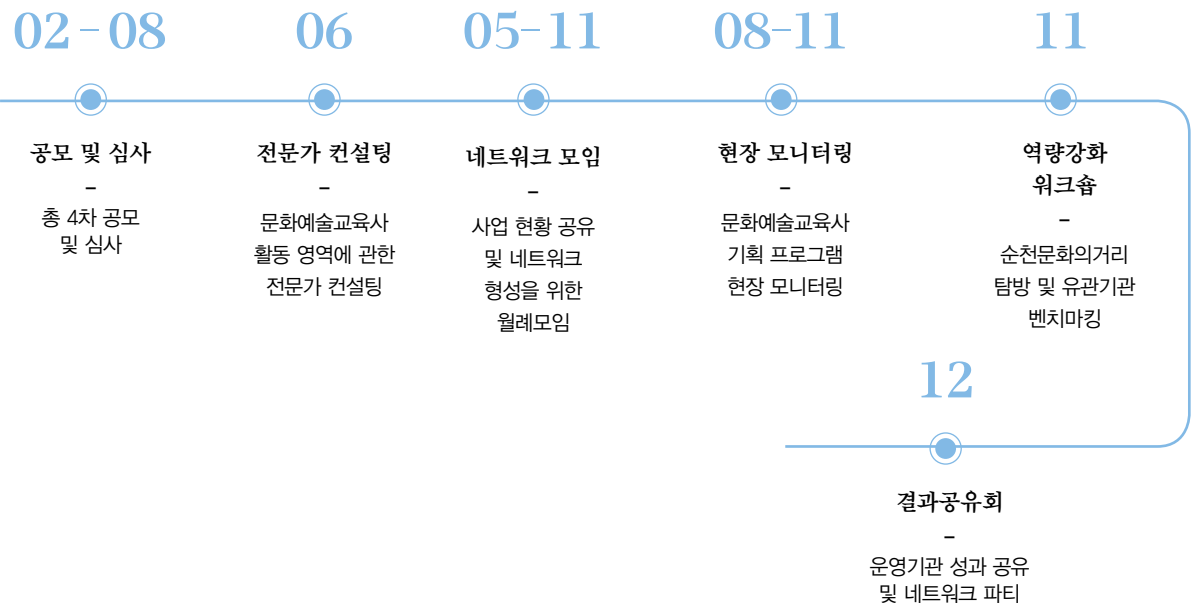 02-08
공모 및 심사
-
총 4차 공모
및 심사
06
전문가 컨설팅
-
문화예술교육사
활동 영역에 관한
전문가 컨설팅
05-11
네트워크 모임
-
사업 현황 공유
및 네트워크
형성을 위한
월례모임
08-11
현장 모니터링
-
문화예술교육사
기획 프로그램
현장 모니터링
11
역량강화
워크숍
-
순천문화의거리
탐방 및 유관기관
벤치마킹
12
결과공유회
-
운영기관 성과 공유
및 네트워크 파티